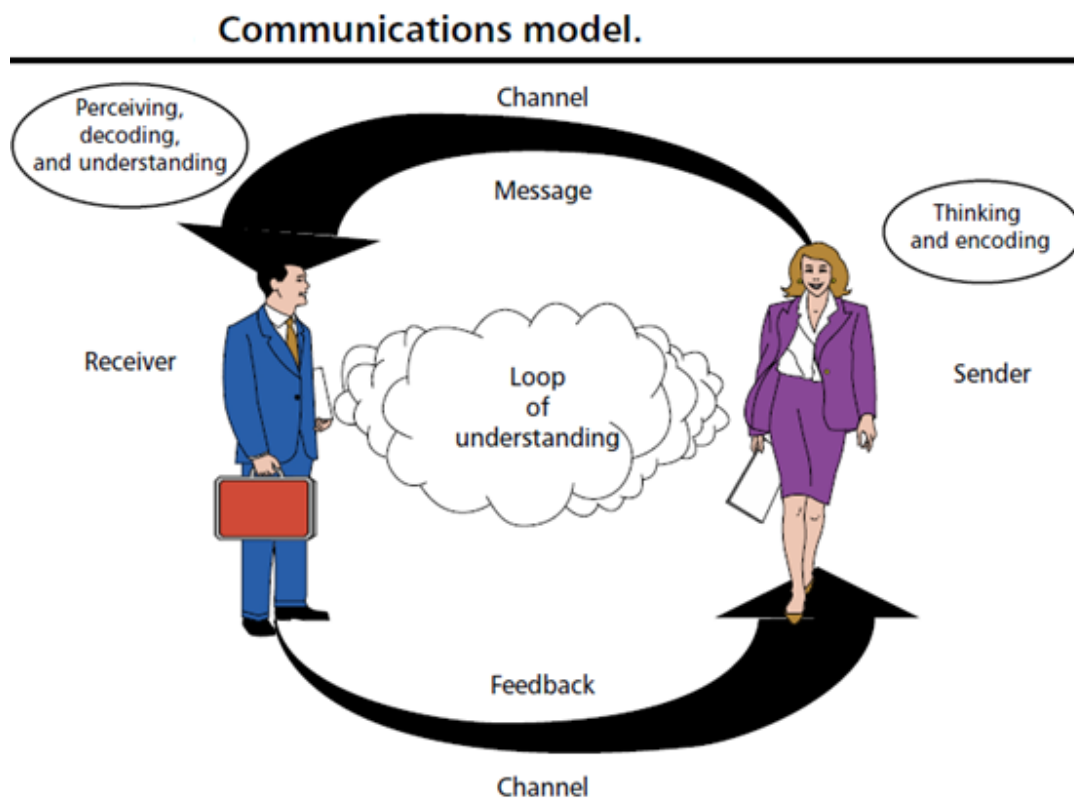 Communications model.
Channel
Perceiving,
decoding,
and understanding
Message
Thinking
and encoding
Receiver
Loop
of
understanding
Sender
Feedback
Channel